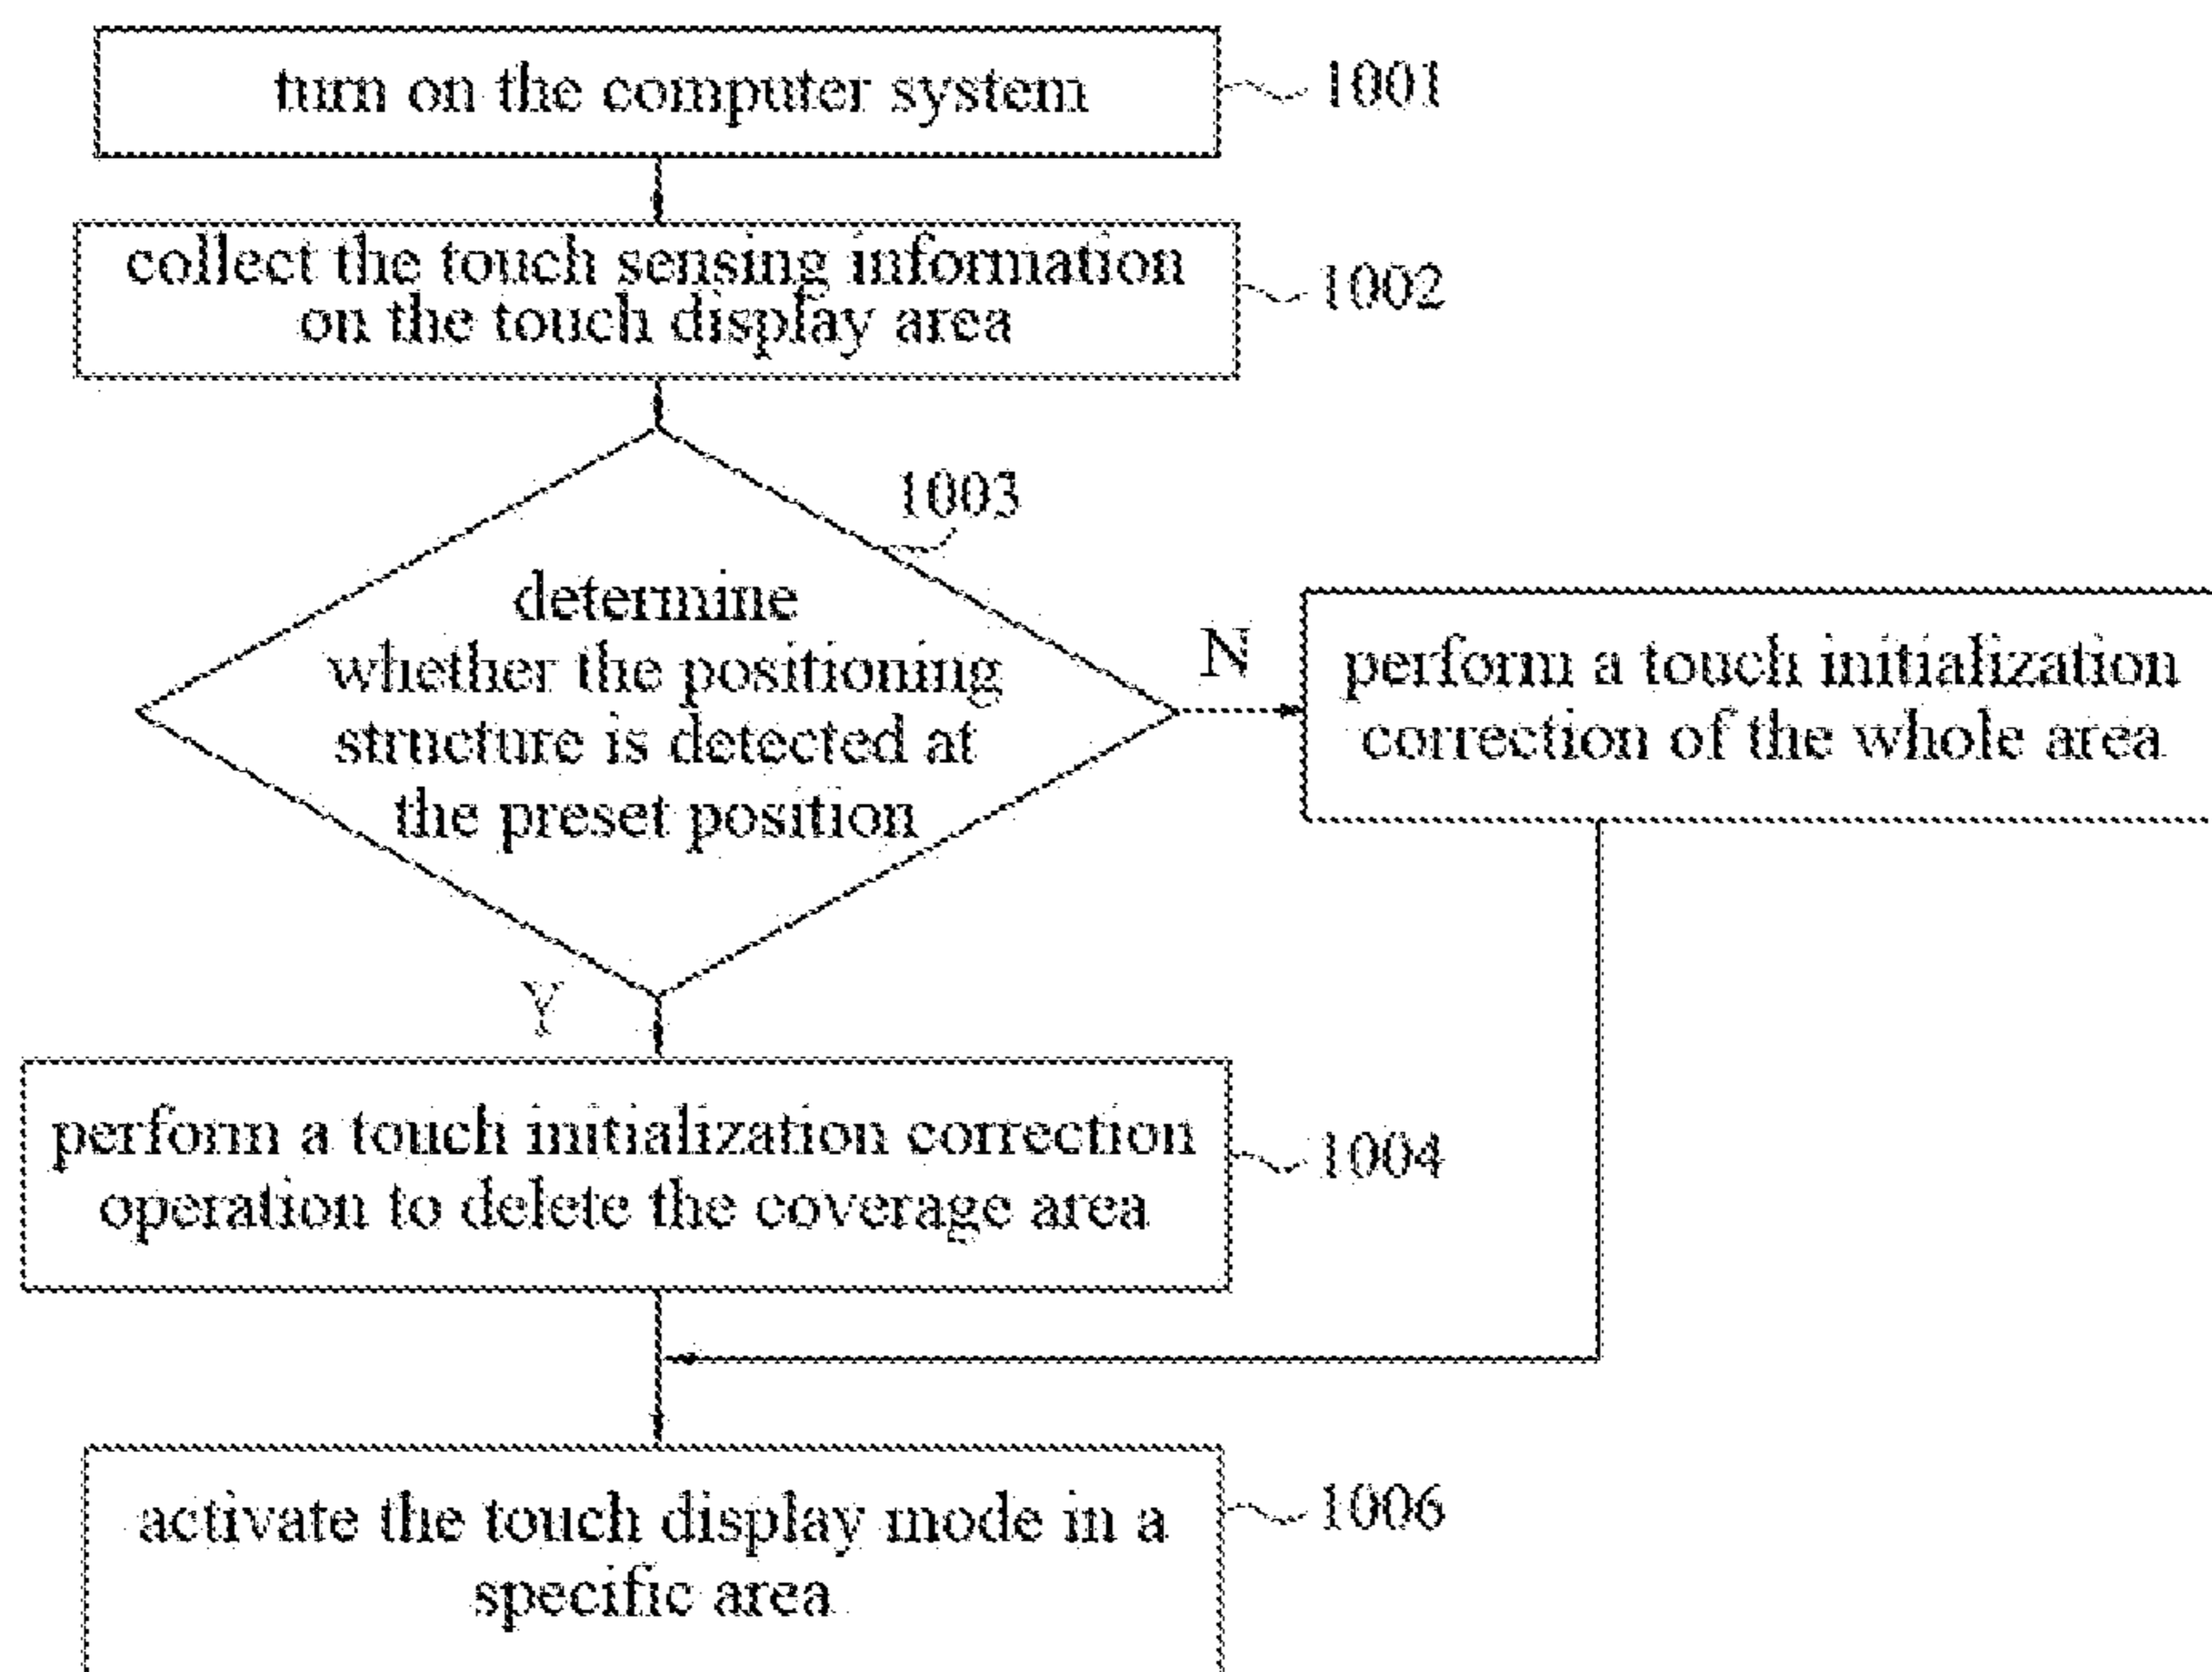 turn on the computer system
1001
collect the touch sensing information
on the touch display area
1002
1003
determine
whether the positioning
structure is detected at
the preset position
N
perform a touch initialization
correction of the whole area
Y
perform a touch initialization correction
operation to delete the coverage area
1004
activate the touch display mode in a
specific area
1006